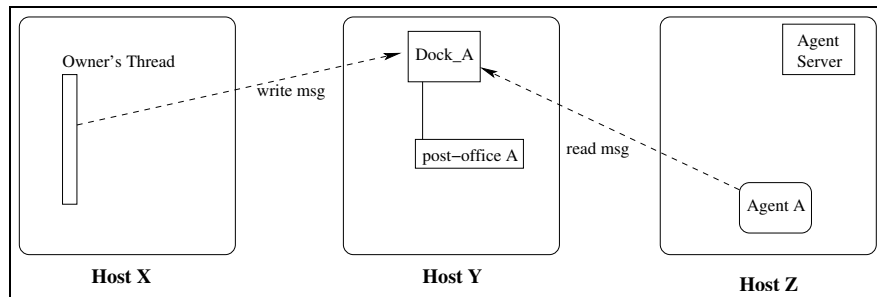 Owner's Thread
write msg
Host X
Dock_A
post-office A
Host Y
read msg
Agent
Server
Agent A
Host Z